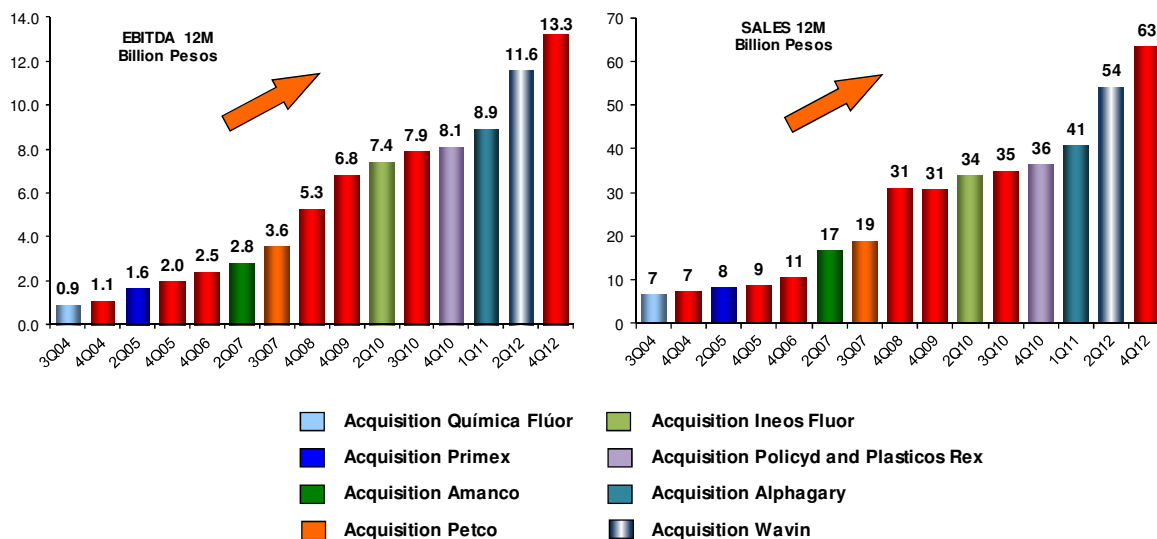 EBITDA 12M
Billion Pesos
14.0
12.0
10.0
8.0
6.0
4.0
2.0
0.0
0.9
1.1
1.6
2.0
2.5
2.8
3.6
5.3
6.8
7.4
7.9
8.1
8.9
11.6
13.3
3Q04
4Q04
2Q05
4Q05
4Q06
2Q07
3Q07
4Q08
4Q09
2Q10
3Q10
4Q10
1Q11
2Q12
4Q12
SALES 12M
Billion Pesos
70
60
50
40
30
20
10
0
7
7
8
9
11
17
19
31
31
34
35
36
41
54
63
3Q04
4Q04
2Q05
4Q05
4Q06
2Q07
3Q07
4Q08
4Q09
2Q10
3Q10
4Q10
1Q11
2Q12
4Q12
Acquisition Química Flúor
Acquisition Primex
Acquisition Amanco
Acquisition Petco
Acquisition Ineos Fluor
Acquisition Policyd and Plasticos Rex
Acquisition Alphagary
Acquisition Wavin